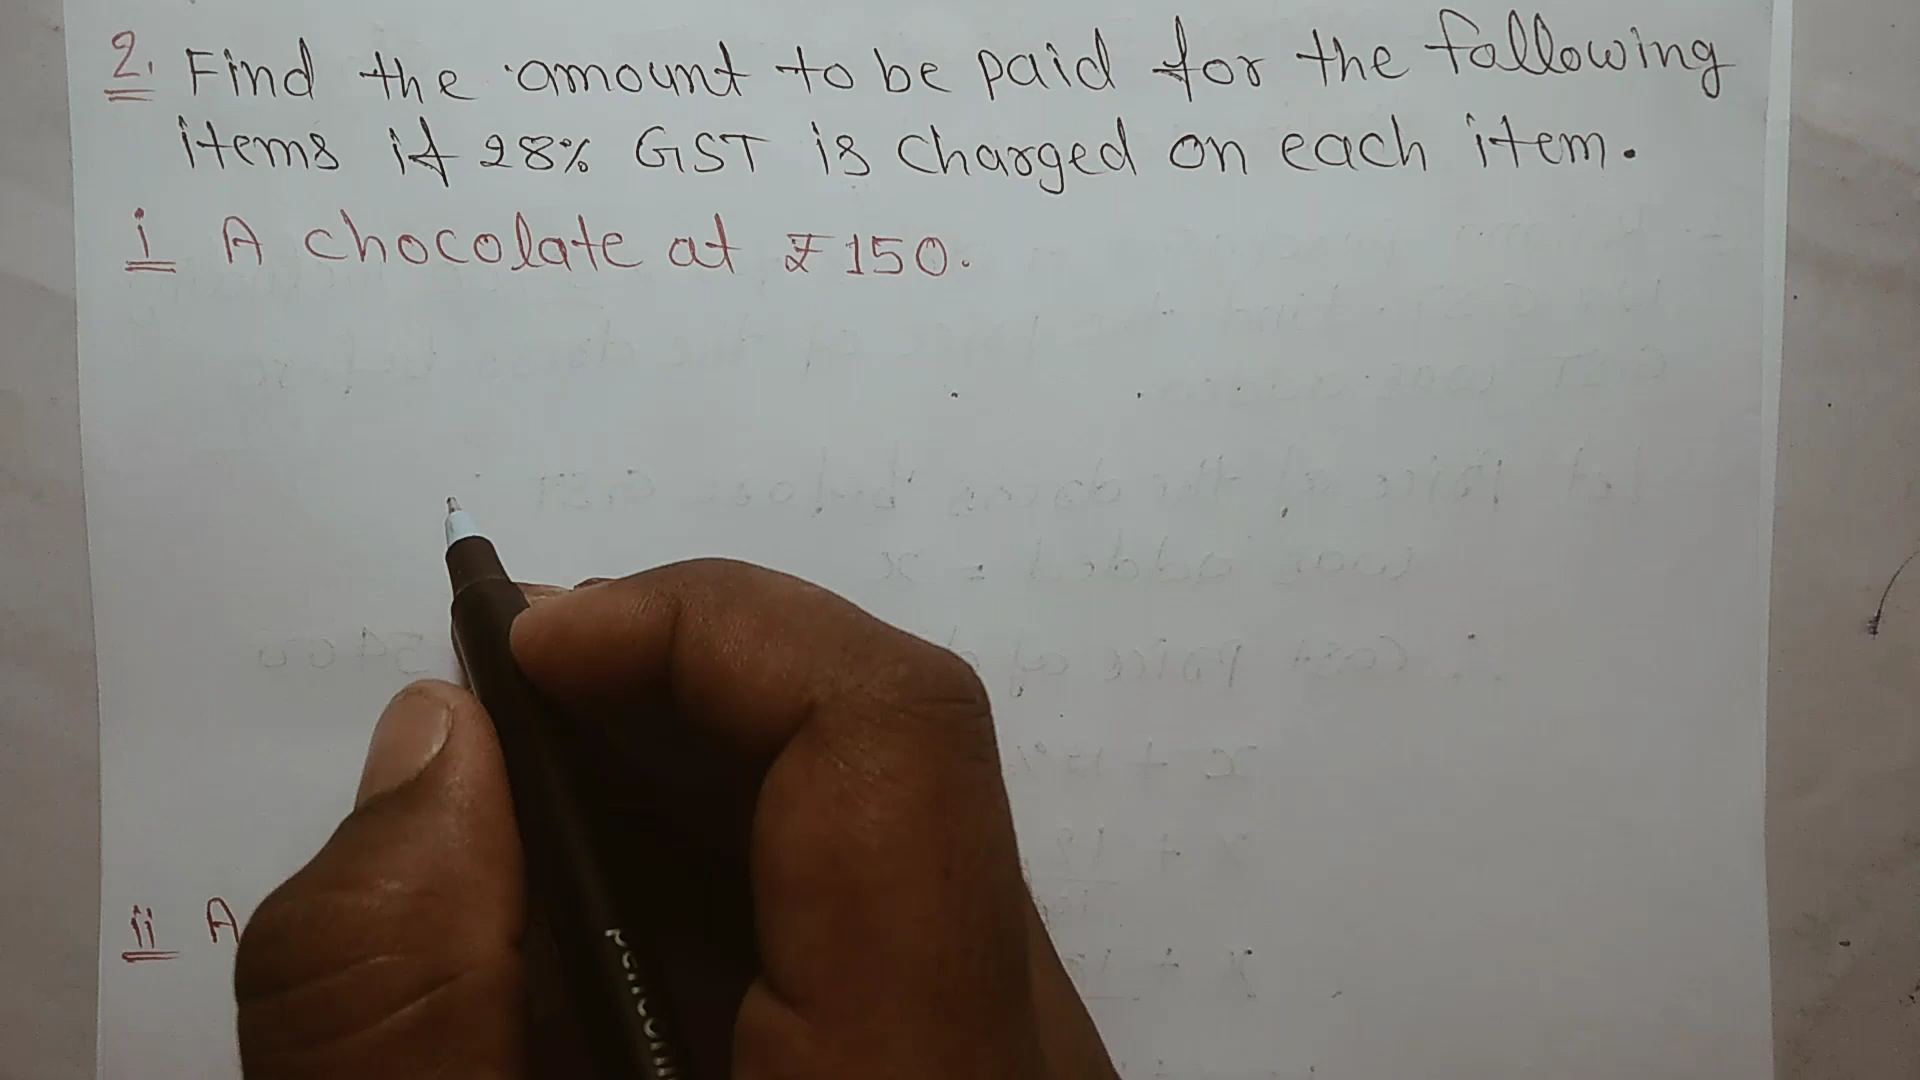 2. Find the amount to be paid for the following
items if 28% GST is charged on each item.
i A chocolate at ₹150.
ii A